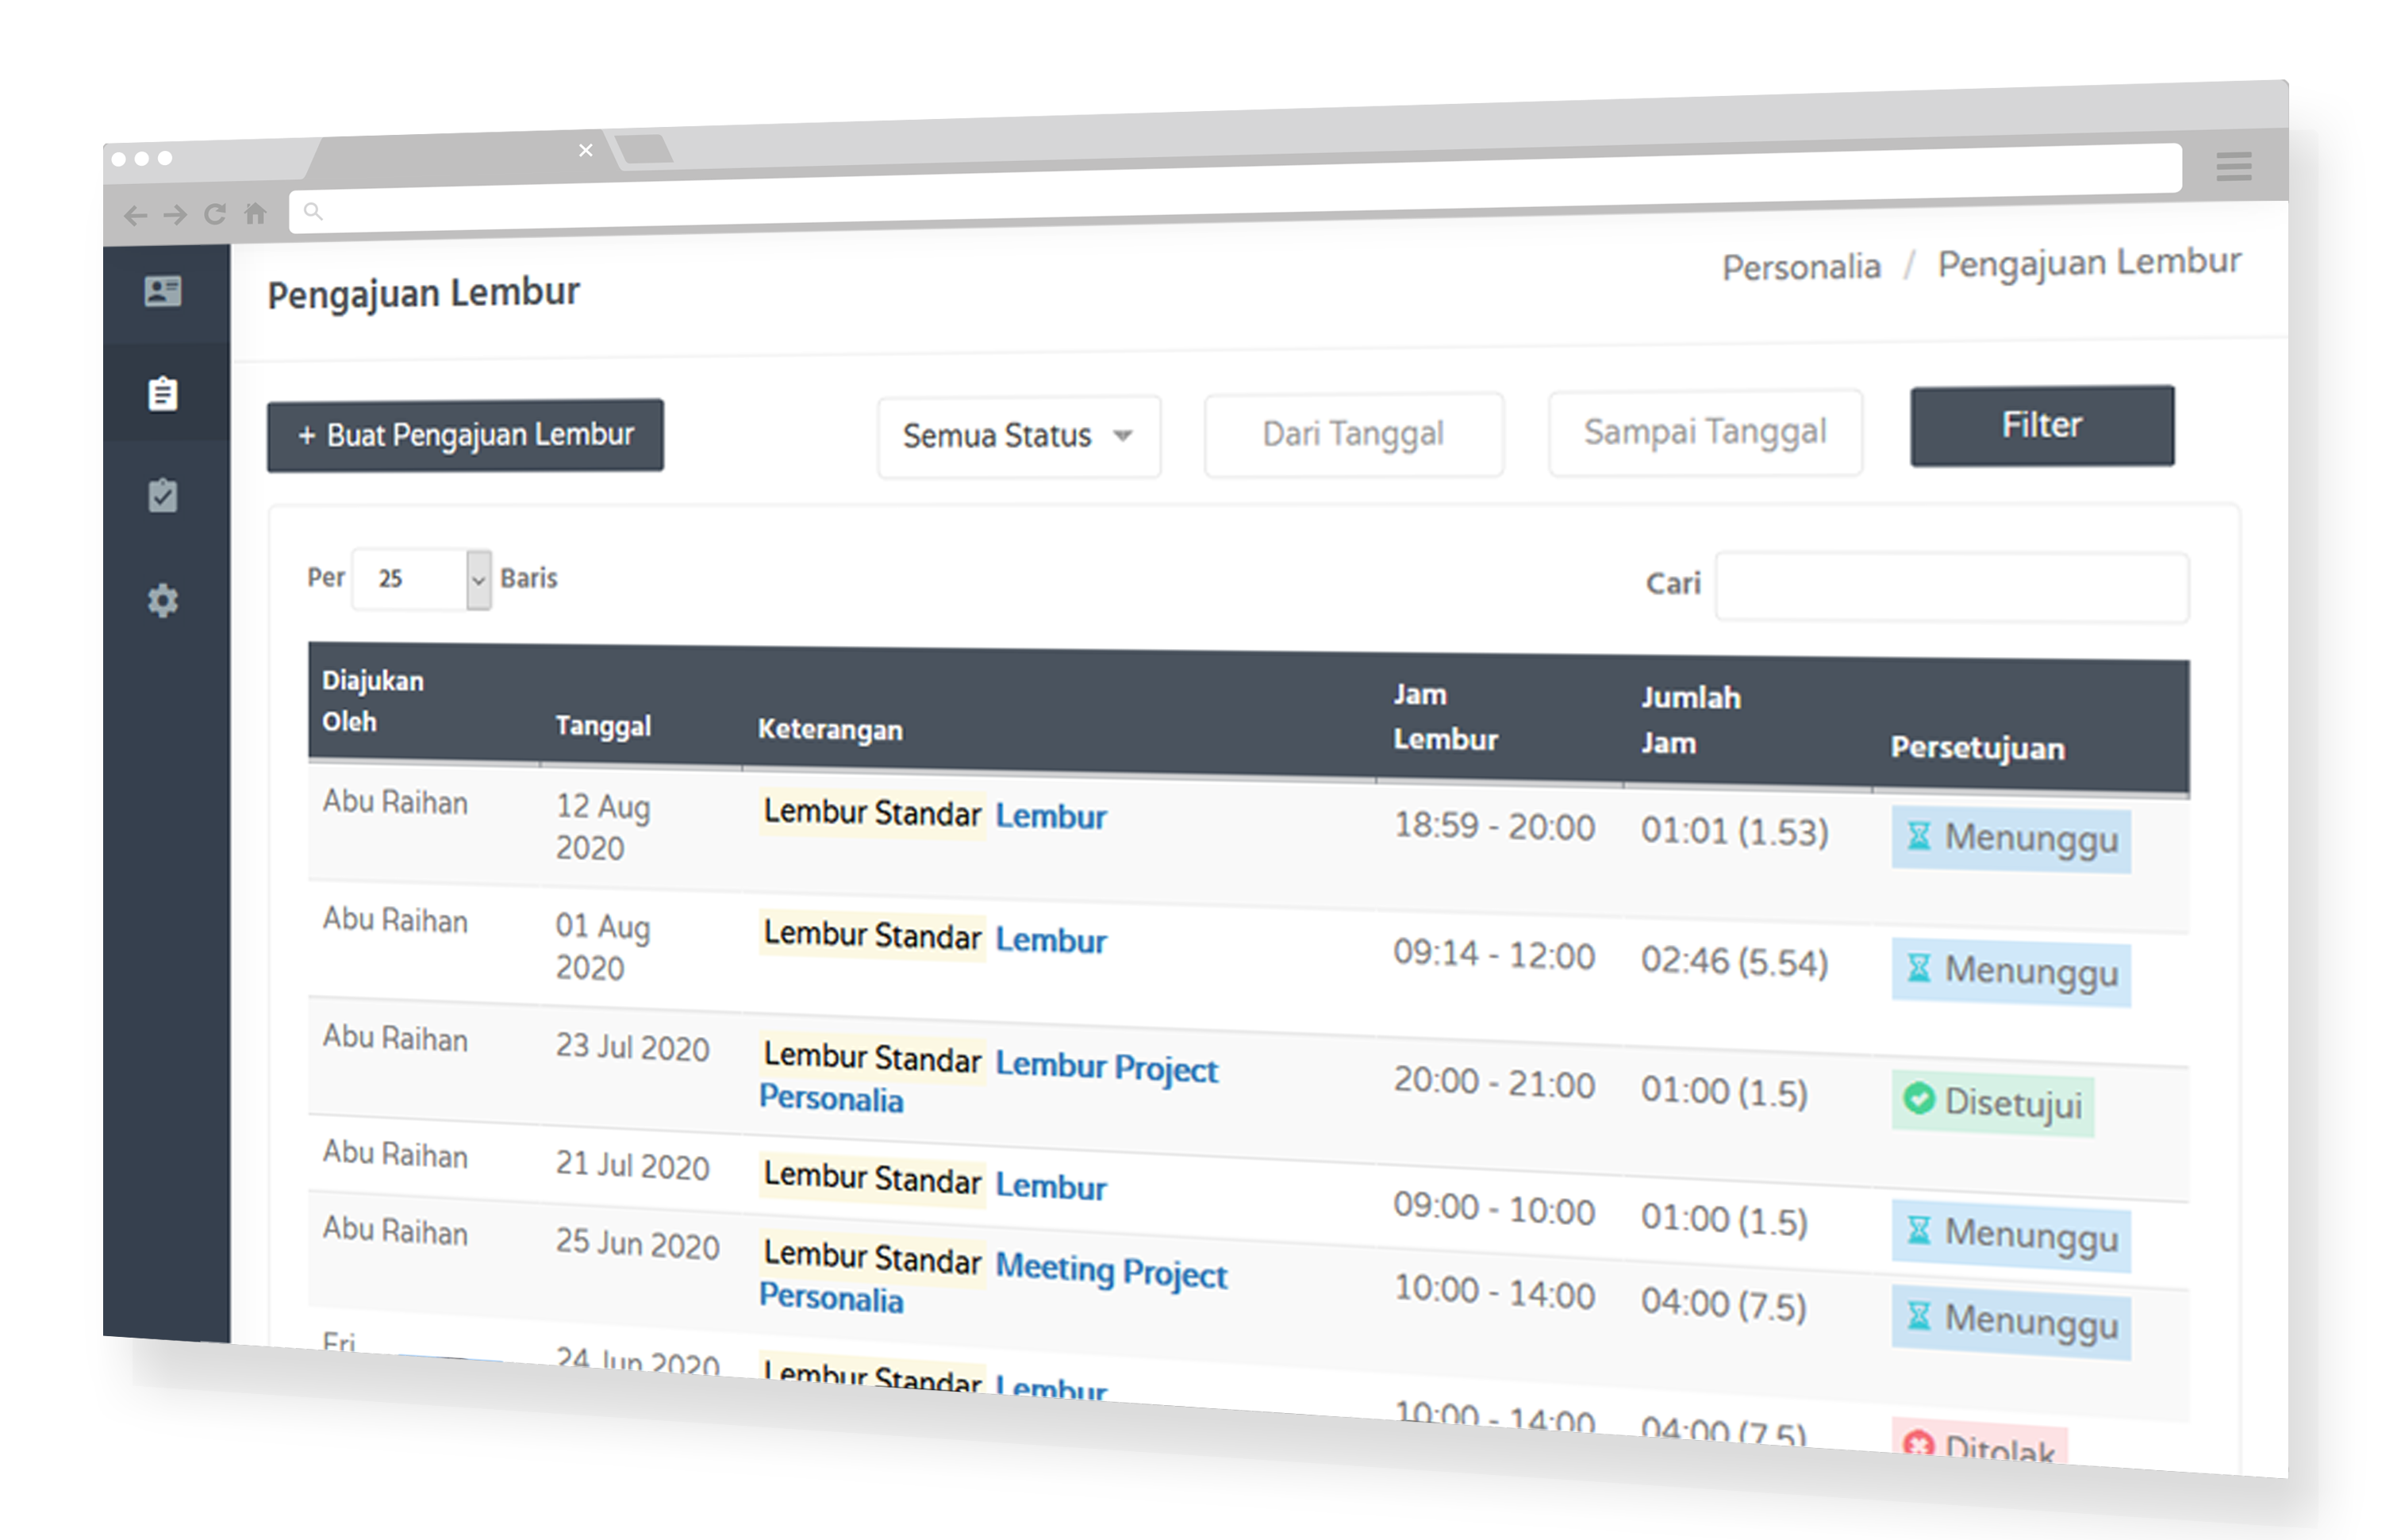 Pengajuan Lembur
Personalia / Pengajuan Lembur
+ Buat Pengajuan Lembur
Semua Status
Dari Tanggal
Sampai Tanggal
Filter
Per 25 Baris
Cari
Diajukan
Oleh
Tanggal
Keterangan
Jam
Lembur
Jumlah
Jam
Persetujuan
Abu Raihan
12 Aug
2020
Lembur Standar Lembur
18:59 - 20:00
01:01 (1.53)
Menunggu
Abu Raihan
01 Aug
2020
Lembur Standar Lembur
09:14 - 12:00
02:46 (5.54)
Menunggu
Abu Raihan
23 Jul 2020
Lembur Standar Lembur Project
Personalia
20:00 - 21:00
01:00 (1.5)
Disetujui
Abu Raihan
21 Jul 2020
Lembur Standar Lembur
09:00 - 10:00
01:00 (1.5)
Menunggu
Abu Raihan
25 Jun 2020
Lembur Standar Meeting Project
Personalia
10:00 - 14:00
04:00 (7.5)
Menunggu
Fri
24 Jun 2020
Lembur Standar Lembur
10:00 - 14:00
04:00 (7.5)
Ditolak